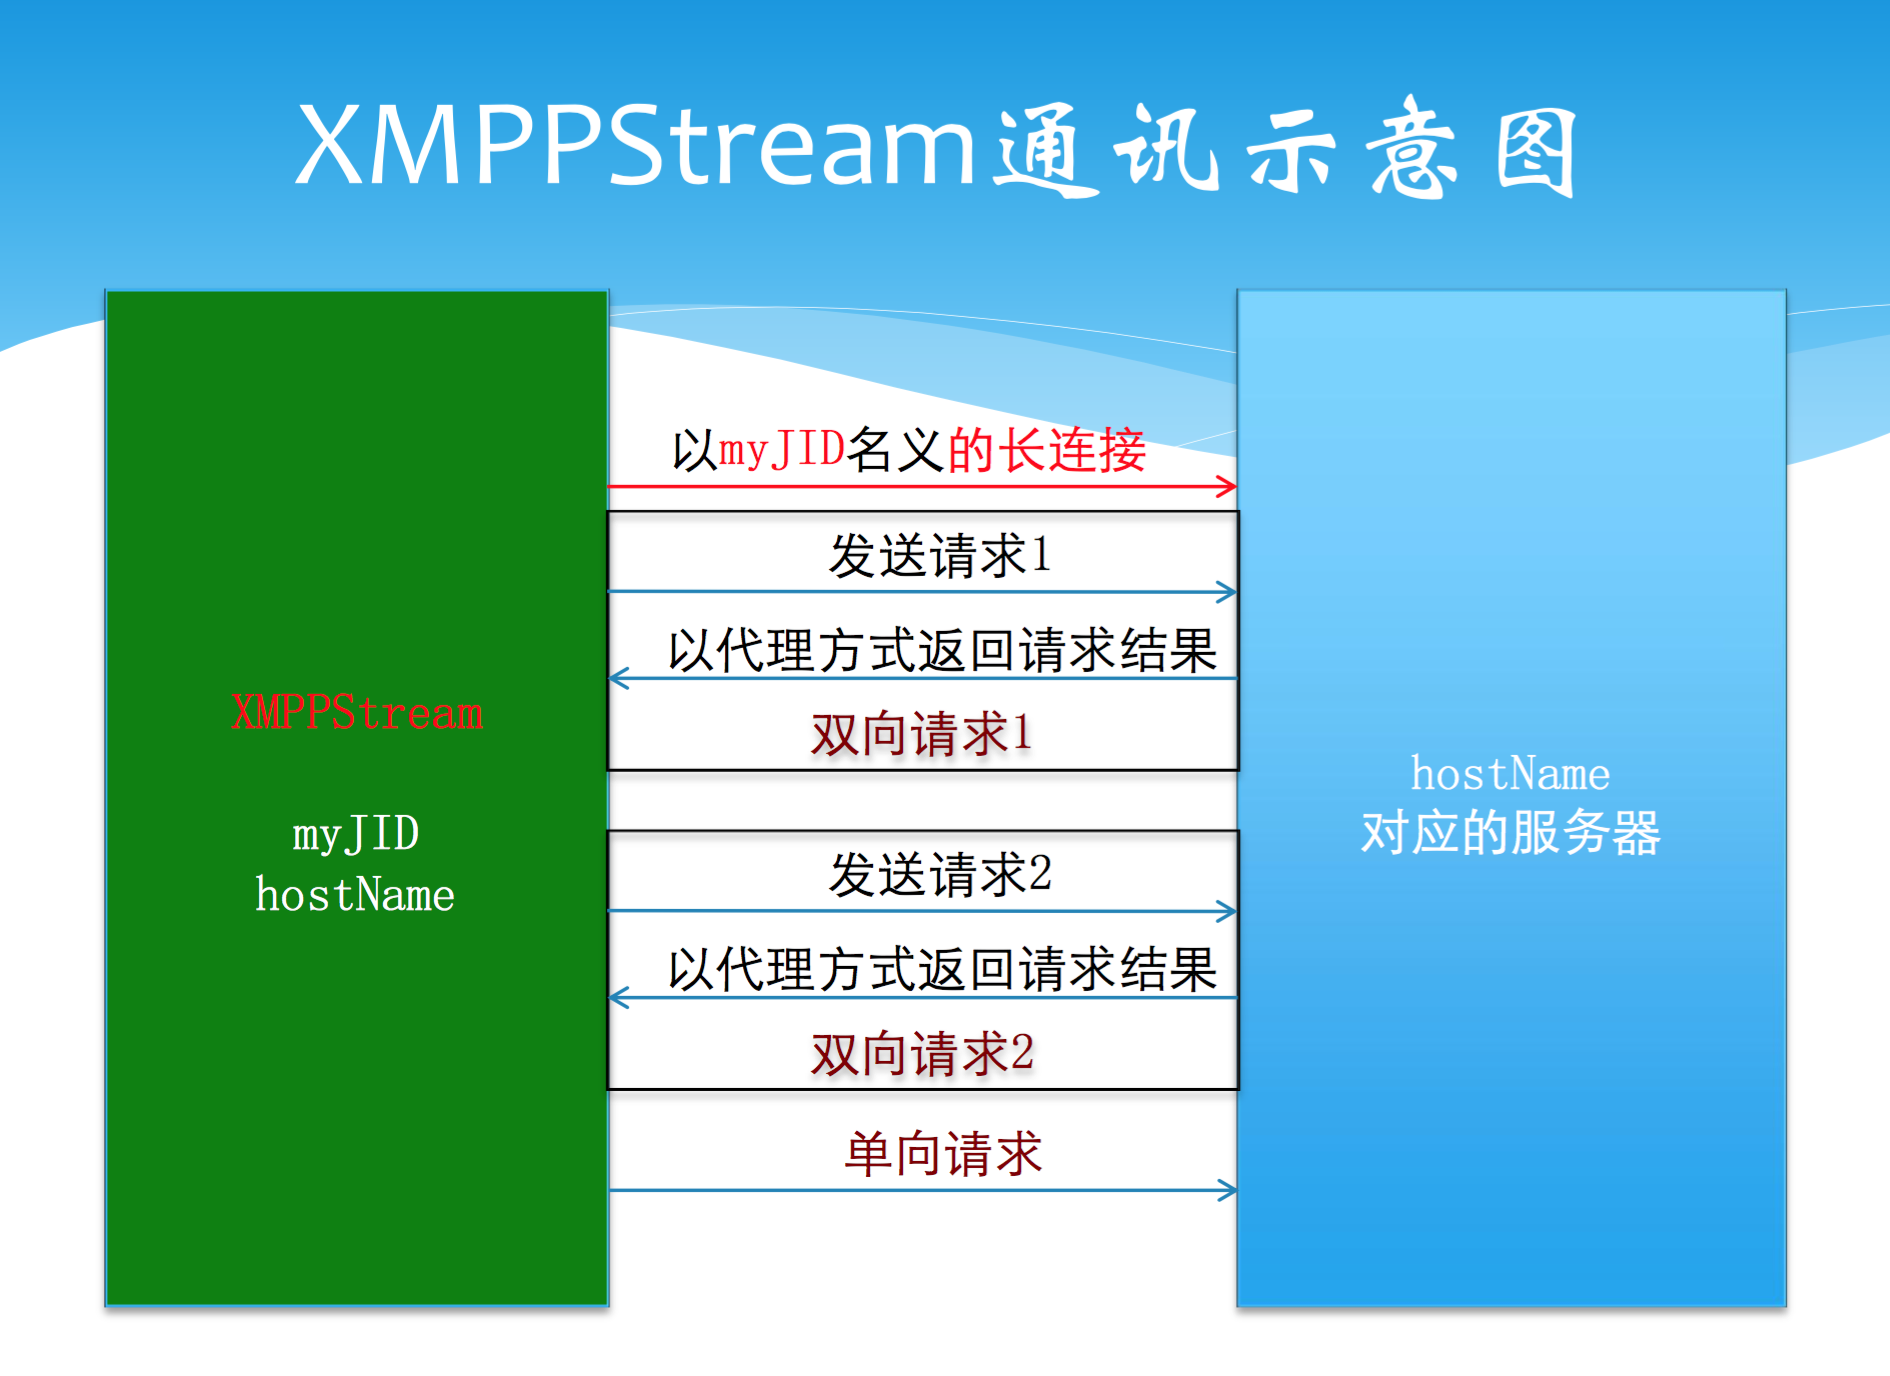 XMPPStream通讯示意图
XMPPStream
myJID
hostName
以myJID名义的长连接
发送请求1
以代理方式返回请求结果
双向请求1
发送请求2
以代理方式返回请求结果
双向请求2
单向请求
hostName
对应的服务器